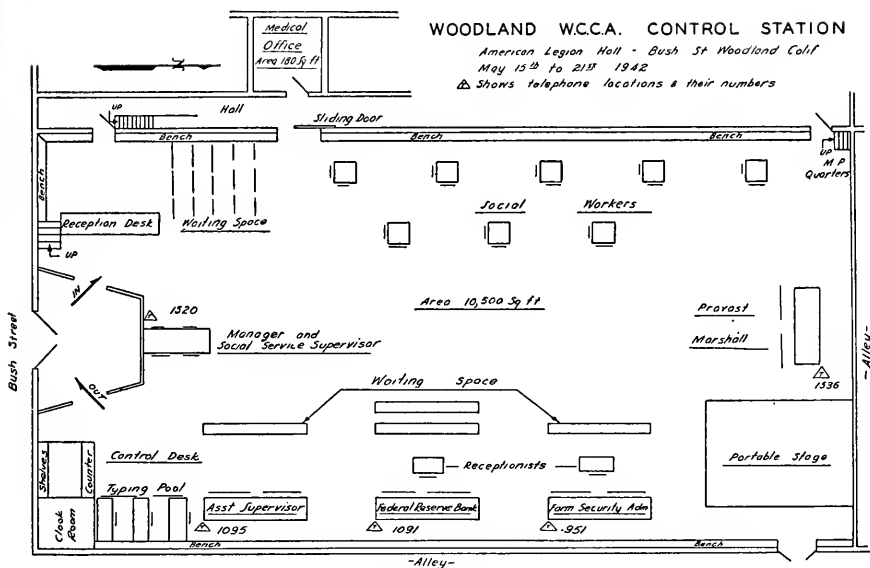 WOODLAND W.C.C.A. CONTROL STATION
American Legion Hall - Bush St Woodland Calif
May 15th to 21st 1942
T Shows telephone locations & their numbers
Medical
Office
Area 180 Sq ft
N
UP
Hall
Sliding Door
Bench
Bench
Bench
UP
M P
Quarters
Bench
Reception Desk
UP
Waiting Space
Social Workers
IN
T 1520
Area 10,500 Sq ft
Bush Street
Manager and
Social Service Supervisor
Provost
Marshall
T 1536
-Alley-
OUT
Waiting Space
Shelves
Counter
Control Desk
Receptionists
Portable Stage
Typing Pool
Cloak
Room
Asst Supervisor
Federal Reserve Bank
Farm Security Adm
T 1095
T 1091
T 951
Bench
Bench
-Alley-